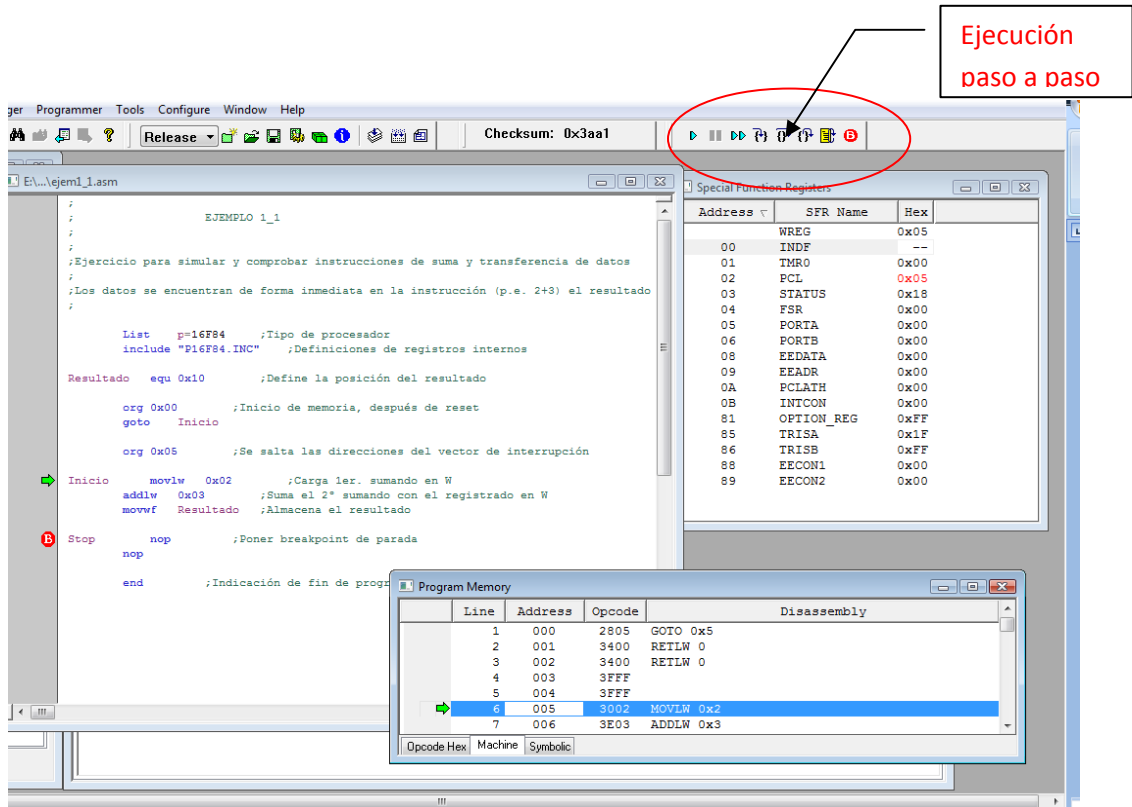 Ejecución
paso a paso
ger Programmer Tools Configure Window Help
Release
Checksum: 0x3aa1
E:\...\ejem1_1.asm
;
; EJEMPLO 1_1
;
;
;Ejercicio para simular y comprobar instrucciones de suma y transferencia de datos
;
;Los datos se encuentran de forma inmediata en la instrucción (p.e. 2+3) el resultado
;
List p=16F84 ;Tipo de procesador
include "P16F84.INC" ;Definiciones de registros internos
Resultado equ 0x10 ;Define la posición del resultado
org 0x00 ;Inicio de memoria, después de reset
goto Inicio
org 0x05 ;Se salta las direcciones del vector de interrupción
Inicio movlw 0x02 ;Carga 1er. sumando en W
addlw 0x03 ;Suma el 2º sumando con el registrado en W
movwf Resultado ;Almacena el resultado
B Stop nop ;Poner breakpoint de parada
nop
end ;Indicación de fin de progr
Special Function Registers
Address SFR Name Hex
WREG 0x05
00 INDF --
01 TMR0 0x00
02 PCL 0x05
03 STATUS 0x18
04 FSR 0x00
05 PORTA 0x00
06 PORTB 0x00
08 EEDATA 0x00
09 EEADR 0x00
0A PCLATH 0x00
0B INTCON 0x00
81 OPTION_REG 0xFF
85 TRISA 0x1F
86 TRISB 0xFF
88 EECON1 0x00
89 EECON2 0x00
Program Memory
Line Address Opcode Disassembly
1 000 2805 GOTO 0x5
2 001 3400 RETLW 0
3 002 3400 RETLW 0
4 003 3FFF
5 004 3FFF
6 005 3002 MOVLW 0x2
7 006 3E03 ADDLW 0x3
Opcode Hex Machine Symbolic